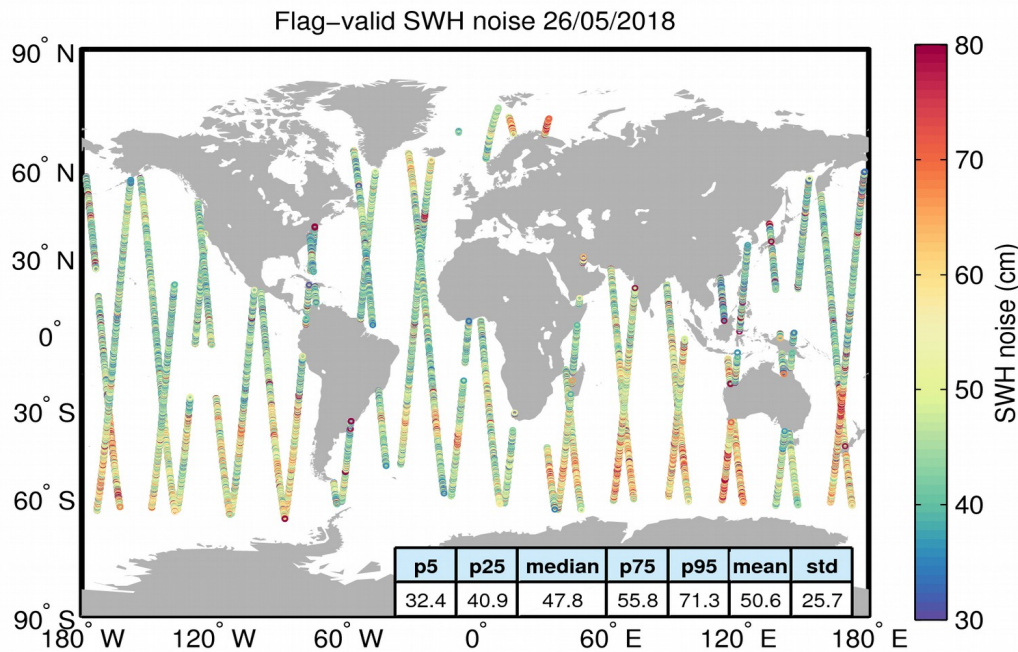 Flag−valid SWH noise 26/05/2018
90° N
60° N
30° N
0°
30° S
60° S
90° S
180° W
120° W
60° W
0°
60° E
120° E
180° E
p5 p25 median p75 p95 mean std
32.4 40.9 47.8 55.8 71.3 50.6 25.7
80
70
60
50
40
30
SWH noise (cm)